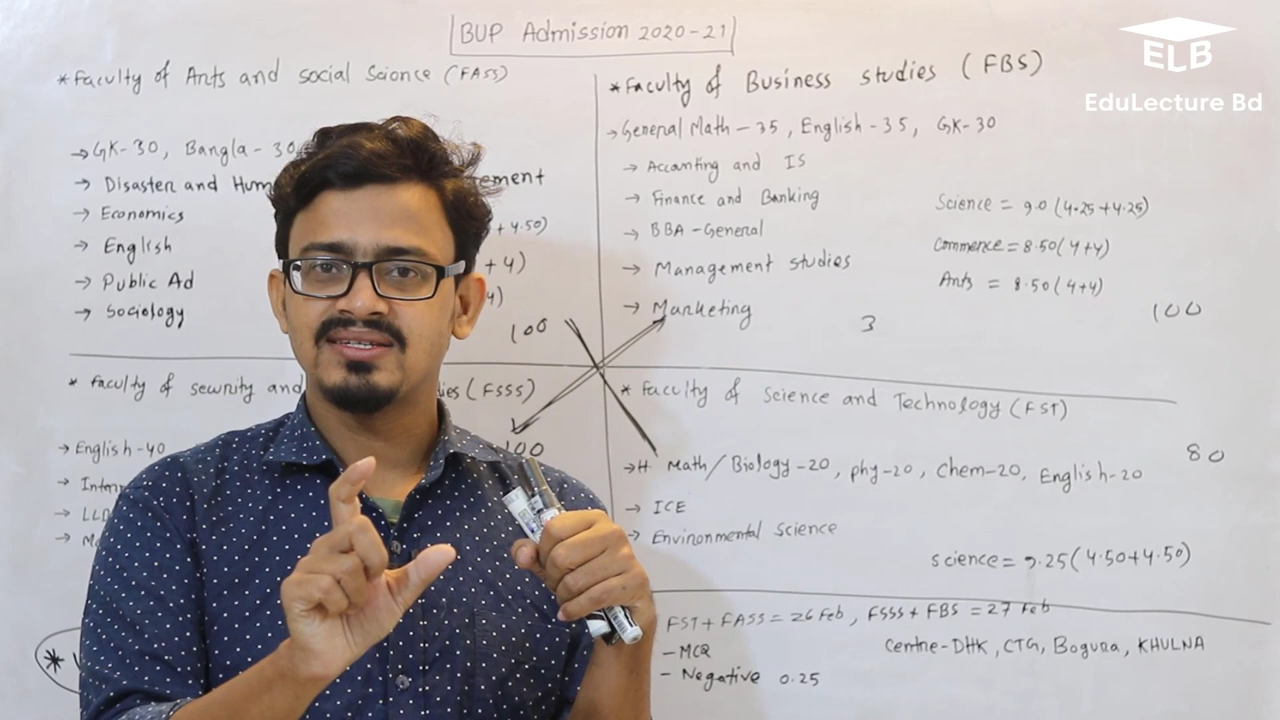 BUP Admission 2020-21
ELB
EduLecture Bd
*Faculty of Arts and social Science (FASS)
→GK-30, Bangla-30
→ Disaster and ement
→ Economics + 4.50)
→ English + 4)
→ Public Ad 4)
→ Sociology
100
*Faculty of Business studies (FBS)
→General Math-35, English-35, GK-30
→ Accounting and IS
→ Finance and Banking
→ BBA-General
→ Management studies
→ Marketing
3
Science = 9.0 (4.25+4.25)
Commerce = 8.50 (4+4)
Arts = 8.50 (4+4)
100
* Faculty of security and dies (FSSS)
100
→English-40
→ LLB
* Faculty of Science and Technology (FST)
→H. Math/Biology-20, phy-20, Chem-20, English-20
80
→ ICE
→ Environmental Science
science = 9.25 (4.50+4.50)
FST+FASS = 26 Feb, FSSS+FBS = 27 Feb
-MCQ
Centre-DHK, CTG, Bogura, KHULNA
- Negative 0.25
*